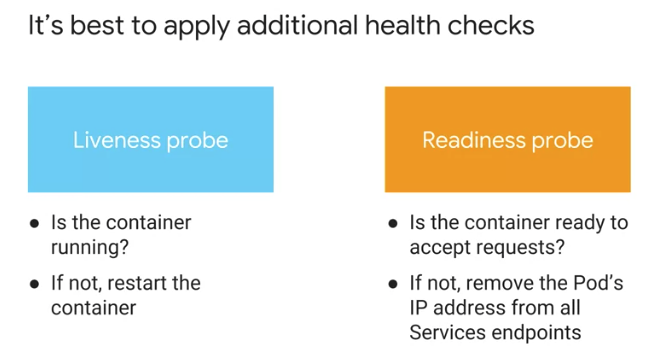 It's best to apply additional health checks
Liveness probe
● Is the container
running?
● If not, restart the
container
Readiness probe
● Is the container ready to
accept requests?
● If not, remove the Pod's
IP address from all
Services endpoints